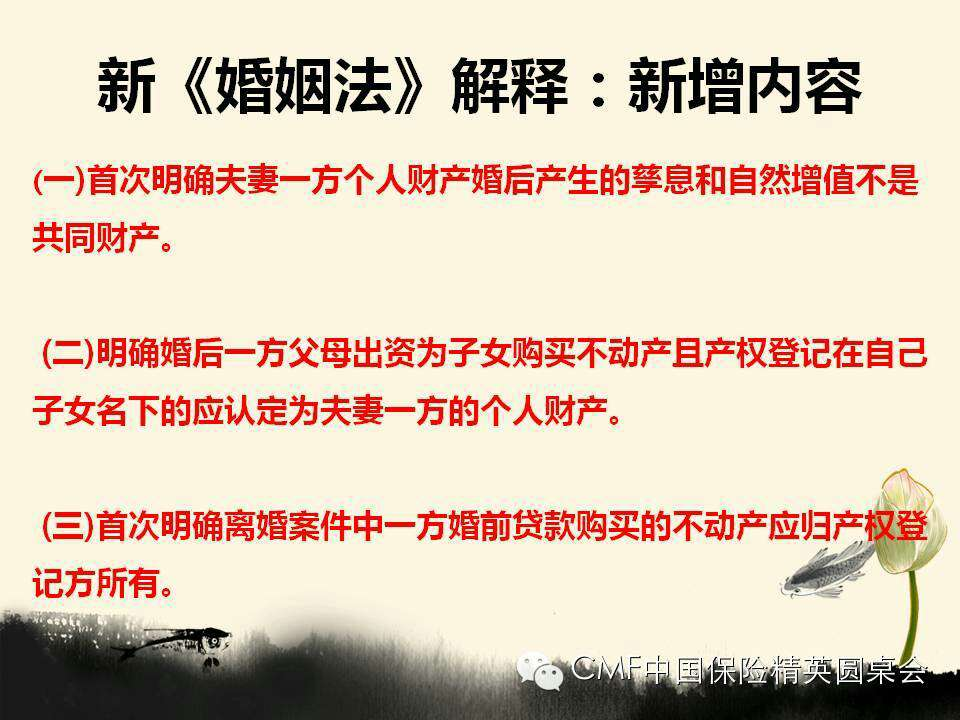 新《婚姻法》解释：新增内容
(一)首次明确夫妻一方个人财产婚后产生的孳息和自然增值不是
共同财产。
(二)明确婚后一方父母出资为子女购买不动产且产权登记在自己
子女名下的应认定为夫妻一方的个人财产。
(三)首次明确离婚案件中一方婚前贷款购买的不动产应归产权登
记方所有。
CMF中国保险精英圆桌会